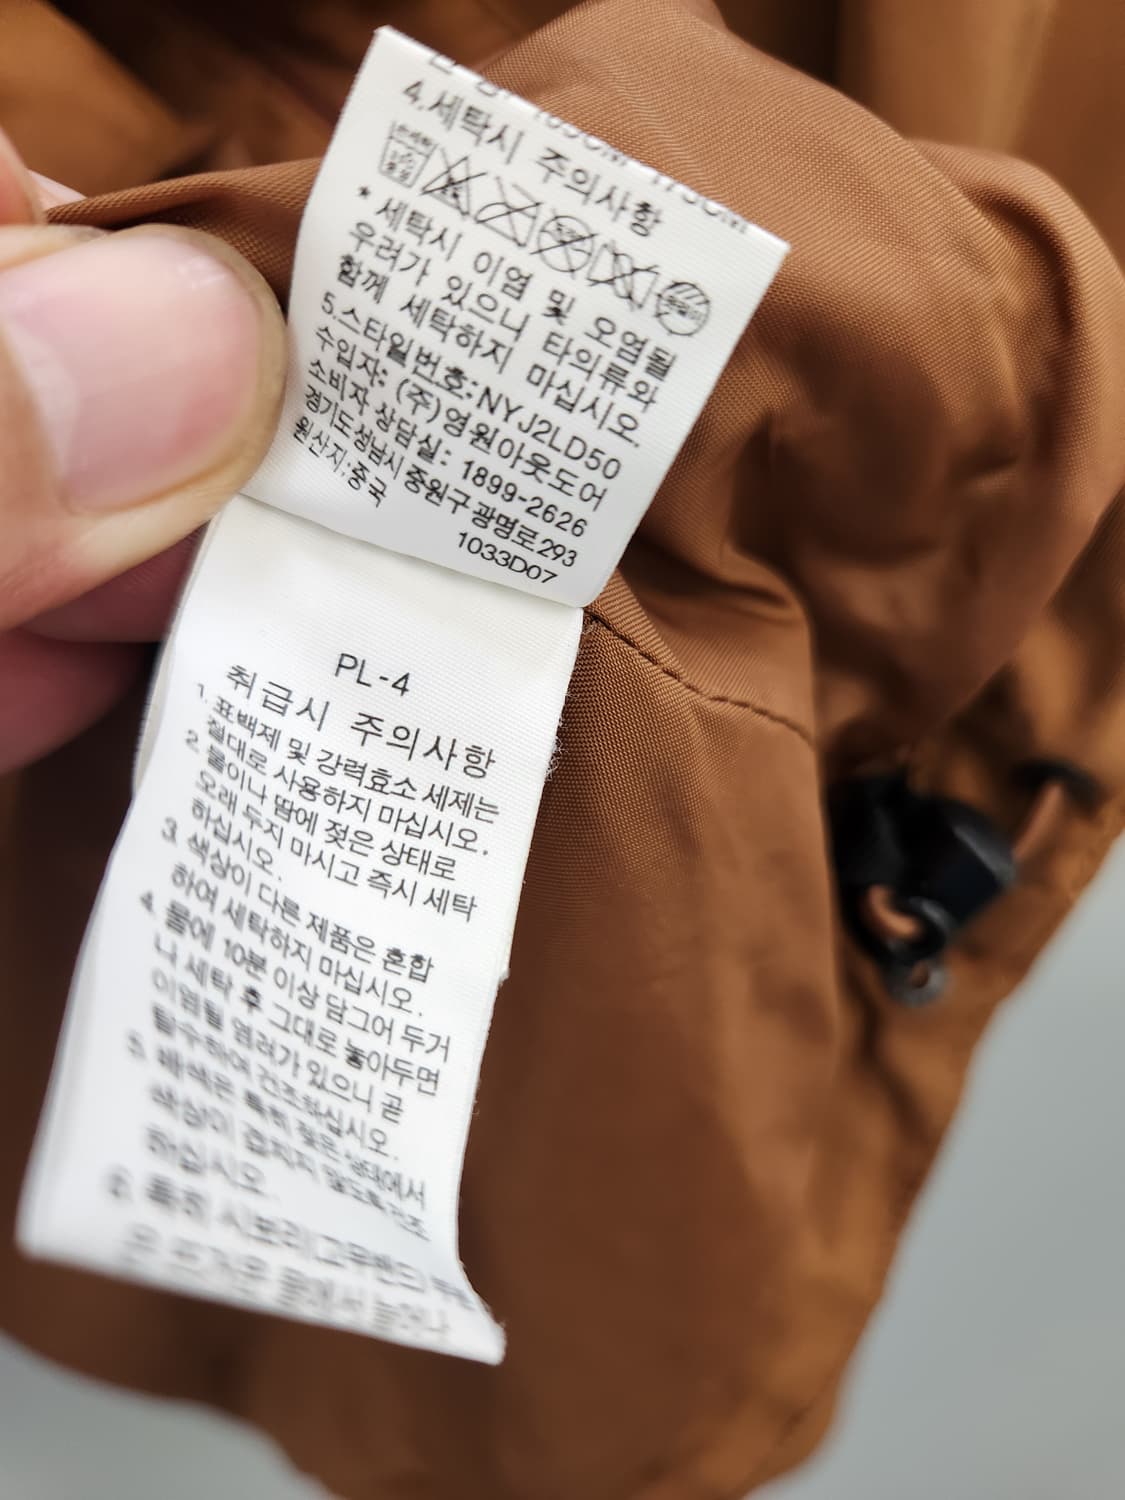 4.세탁시 주의사항
* 세탁시 이염 및 오염될
우려가 있으니 타의류와
함께 세탁하지 마십시오.
5.스타일번호:NYJ2LD50
수입자: (주)영원아웃도어
소비자 상담실: 1899-2626
경기도성남시 중원구 광명로293
원산지:중국
1033D07
PL-4
취급시 주의사항
1. 표백제 및 강력효소 세제는
절대로 사용하지 마십시오.
2. 물이나 땀에 젖은 상태로
오래 두지 마시고 즉시 세탁
하십시오.
3. 색상이 다른 제품은 혼합
하여 세탁하지 마십시오.
4. 물에 10분 이상 담그어 두거
나 세탁 후 그대로 놓아두면
이염될 염려가 있으니 곧
탈수하여 건조하십시오.
5. 배색은 특히 젖은 상태에서
색상이 겹치지 않도록 건조
하십시오.
6. 특히 시보리(고무밴드)